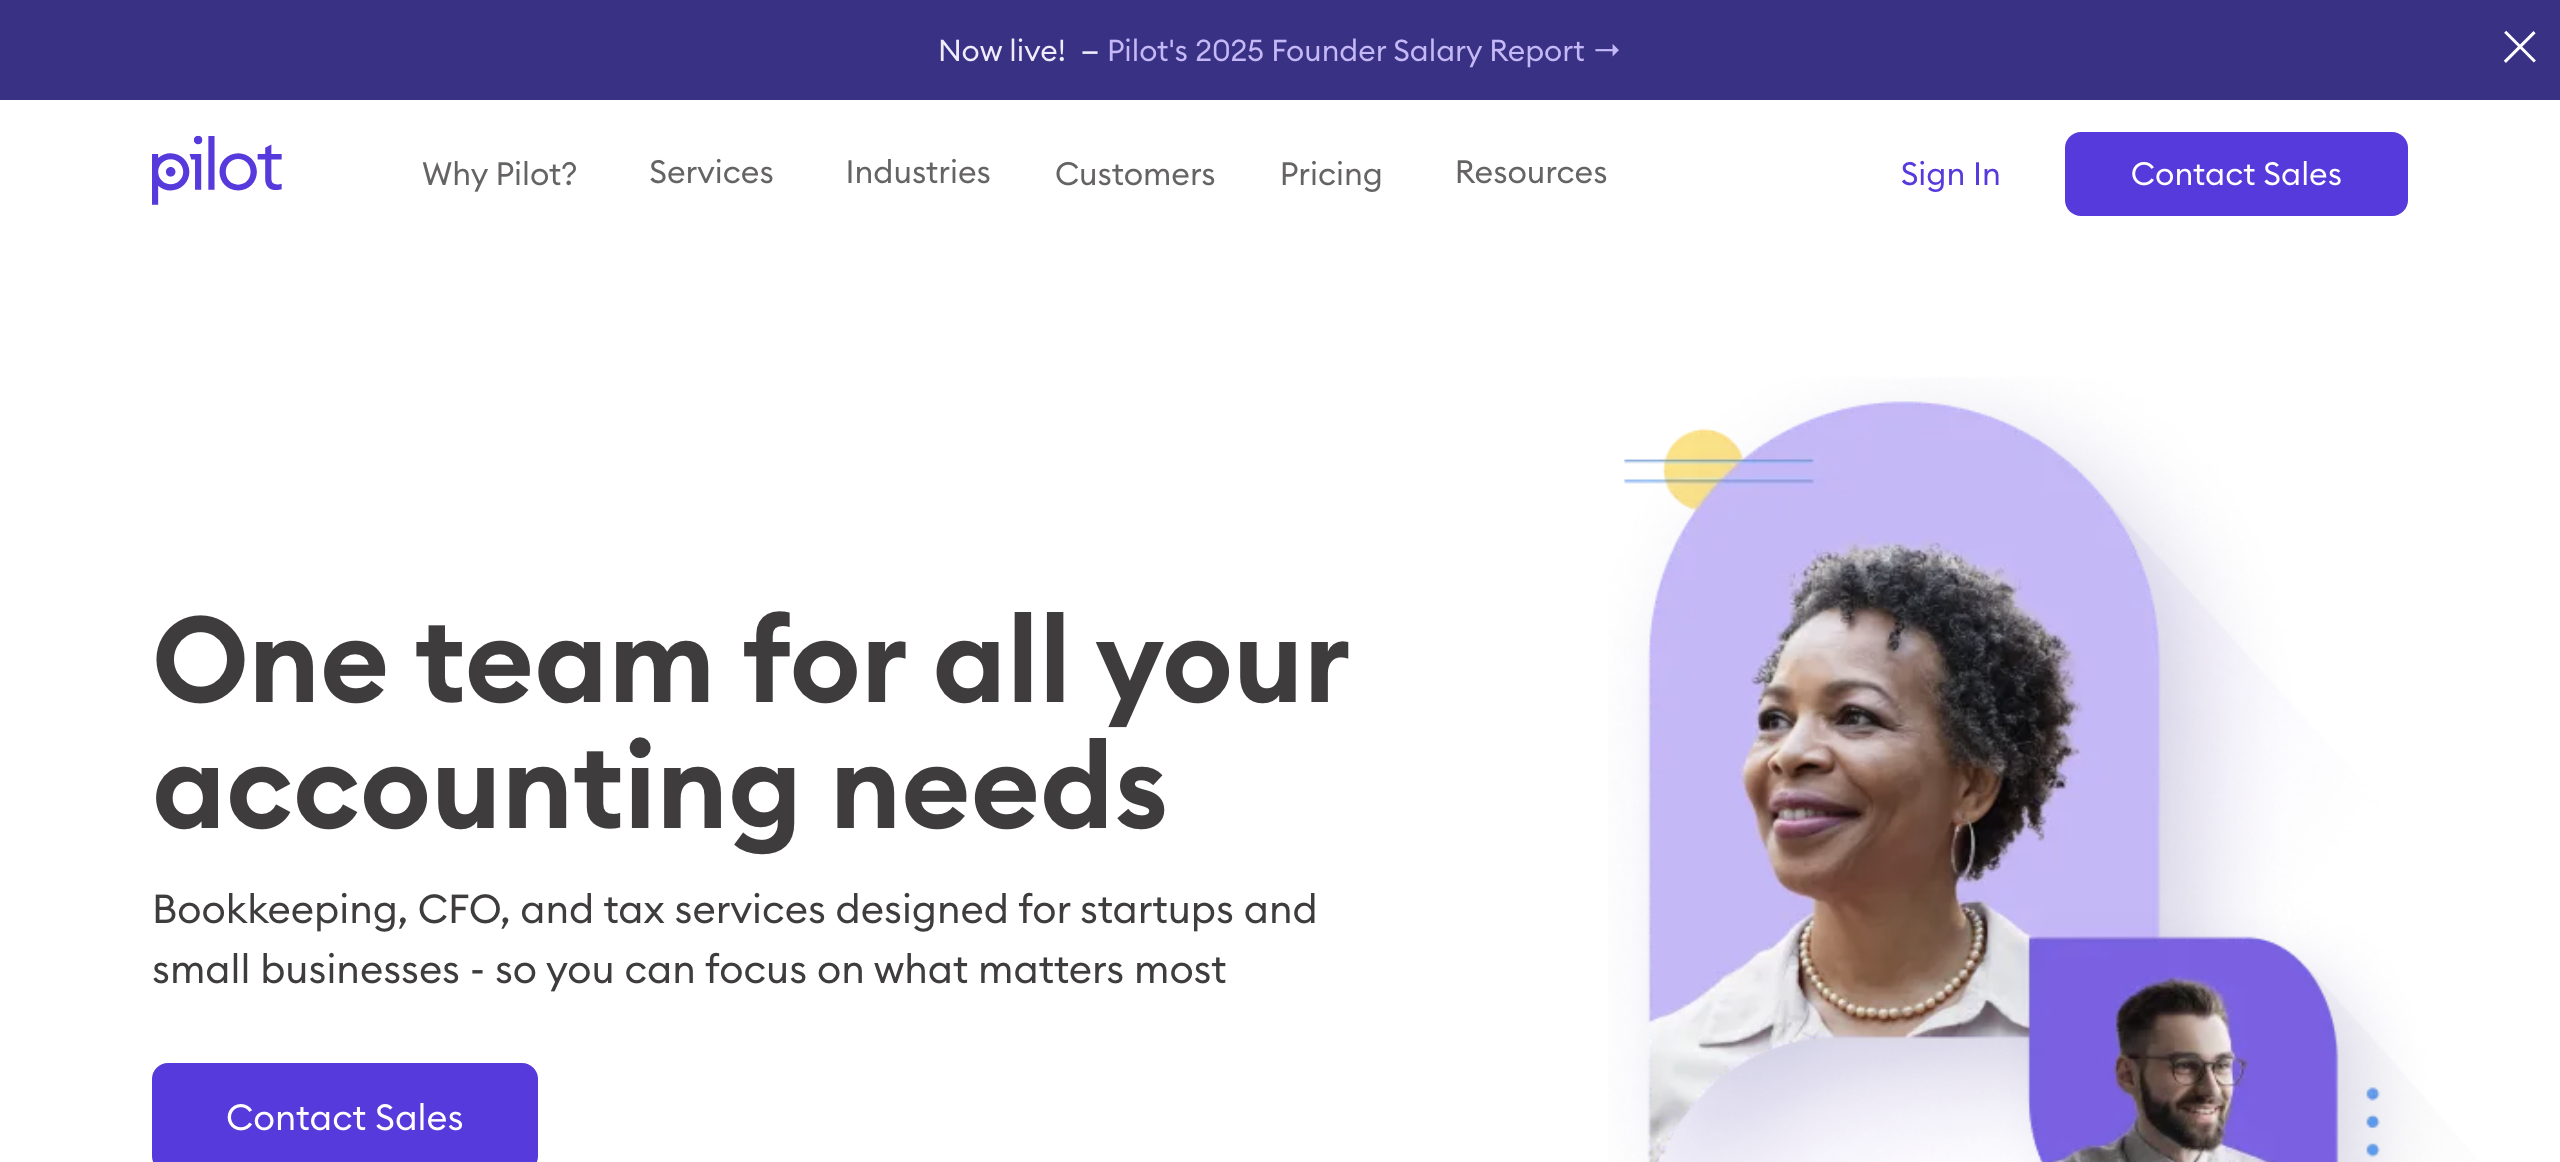 Now live! – Pilot's 2025 Founder Salary Report →
pilot
Why Pilot?
Services
Industries
Customers
Pricing
Resources
Sign In
Contact Sales
One team for all your
accounting needs
Bookkeeping, CFO, and tax services designed for startups and
small businesses - so you can focus on what matters most
Contact Sales